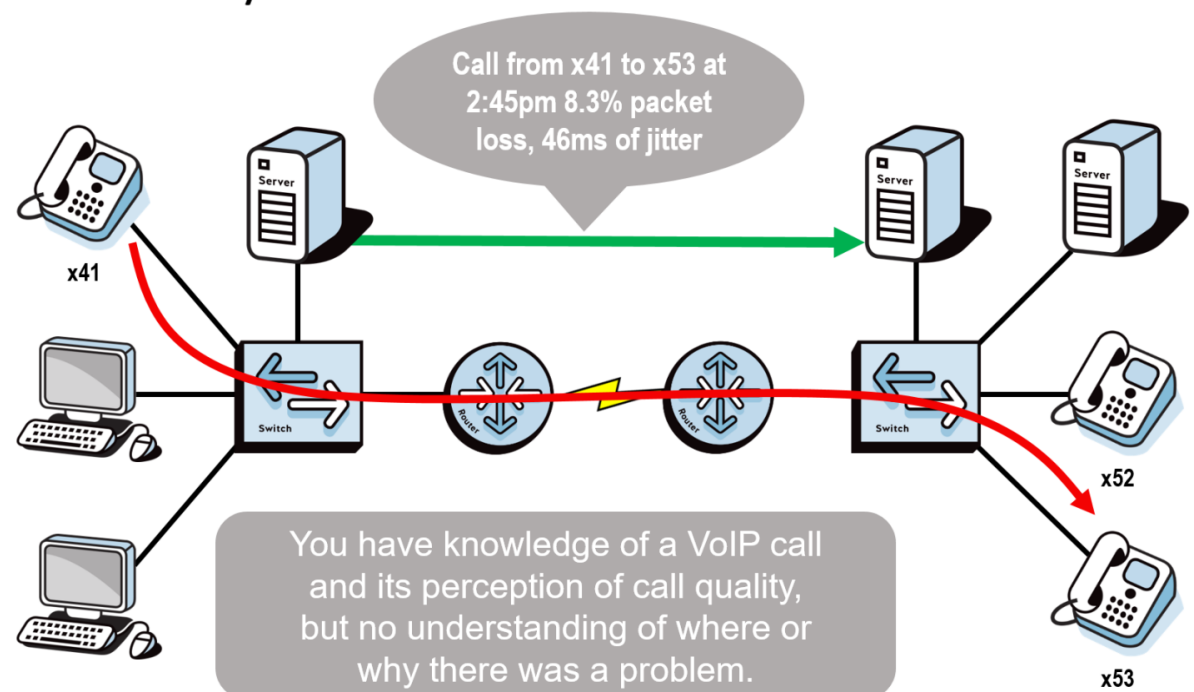 Call from x41 to x53 at
2:45pm 8.3% packet
loss, 46ms of jitter
Server
Server
Server
x41
Switch
Router
Router
Switch
x52
You have knowledge of a VoIP call
and its perception of call quality,
but no understanding of where or
why there was a problem.
x53